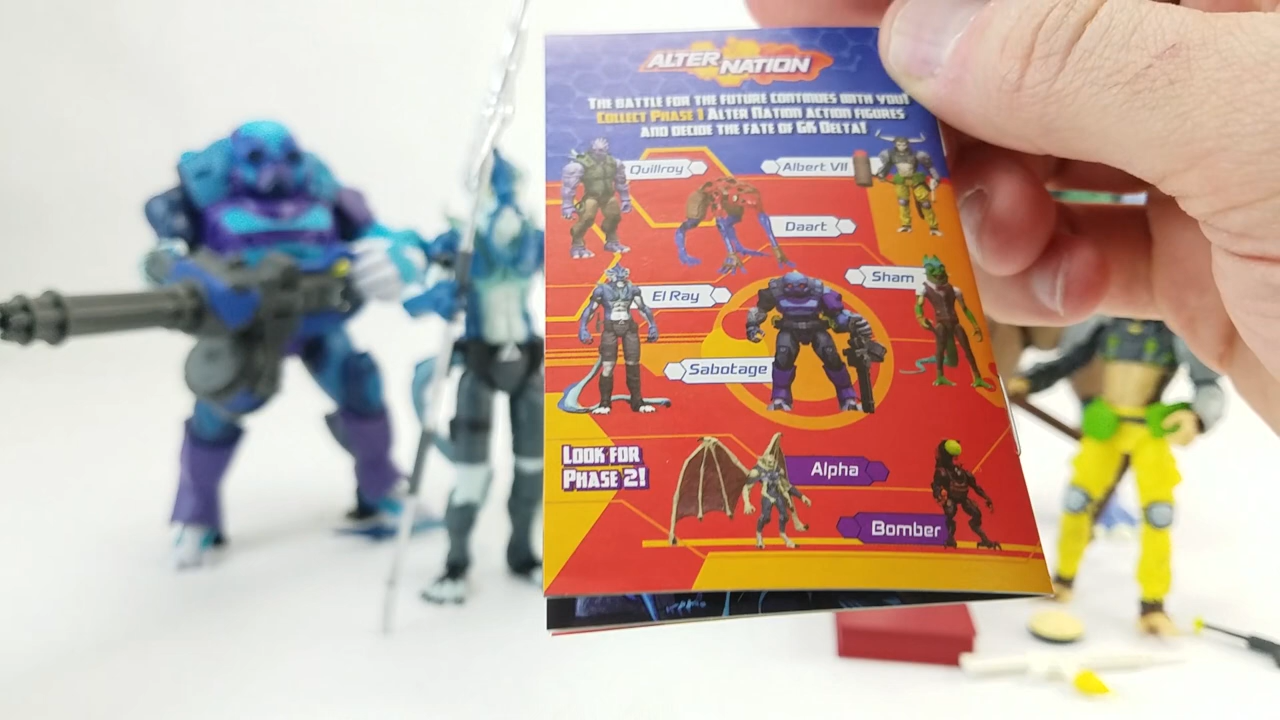 ALTER NATION
THE BATTLE FOR THE FUTURE CONTINUES WITH YOU!
COLLECT PHASE 1 ALTER NATION ACTION FIGURES
AND DECIDE THE FATE OF GK DELTA!
Quillroy
Albert VII
Daart
Sham
El Ray
Sabotage
LOOK FOR
PHASE 2!
Alpha
Bomber